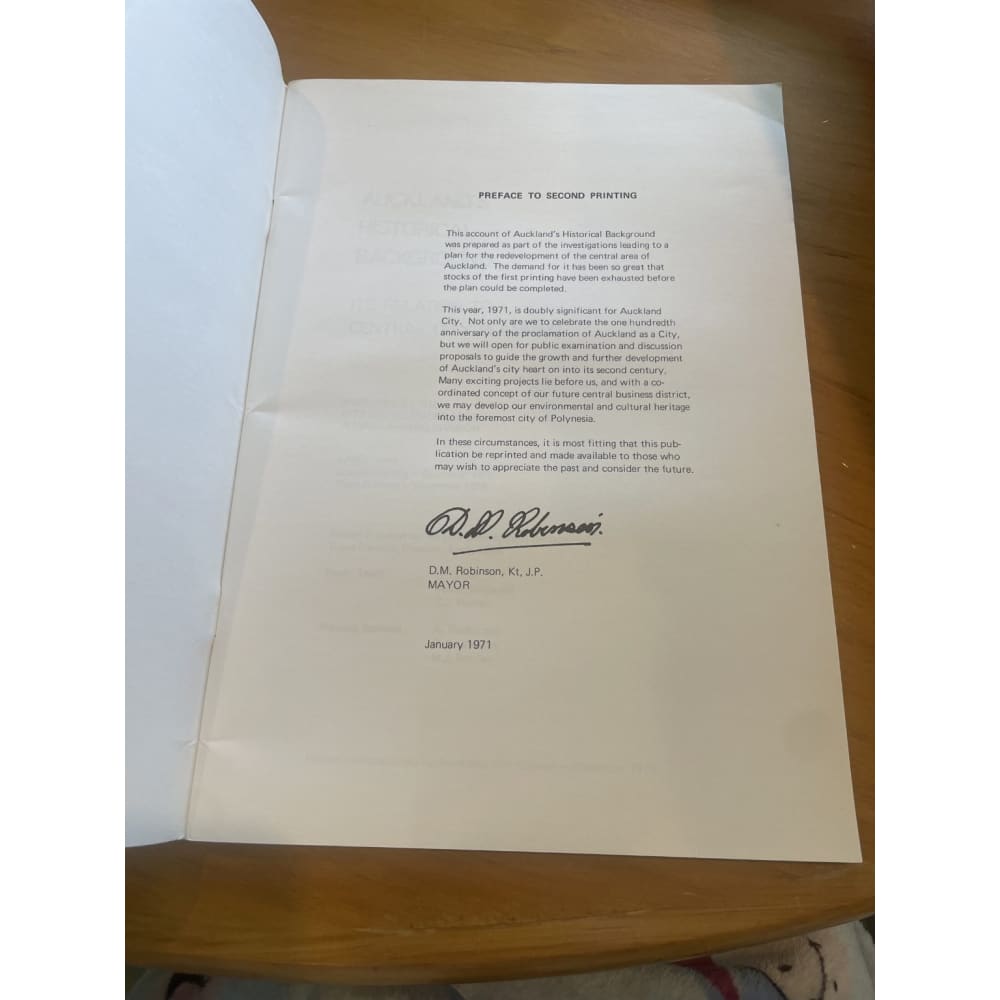 PREFACE TO SECOND PRINTING
This account of Auckland's Historical Background
was prepared as part of the investigations leading to a
plan for the redevelopment of the central area of
Auckland. The demand for it has been so great that
stocks of the first printing have been exhausted before
the plan could be completed.
This year, 1971, is doubly significant for Auckland
City. Not only are we to celebrate the one hundredth
anniversary of the proclamation of Auckland as a City,
but we will open for public examination and discussion
proposals to guide the growth and further development
of Auckland's city heart on into its second century.
Many exciting projects lie before us, and with a co-
ordinated concept of our future central business district,
we may develop our environmental and cultural heritage
into the foremost city of Polynesia.
In these circumstances, it is most fitting that this pub-
lication be reprinted and made available to those who
may wish to appreciate the past and consider the future.
D.M. Robinson.
D.M. Robinson, Kt, J.P.
MAYOR
January 1971